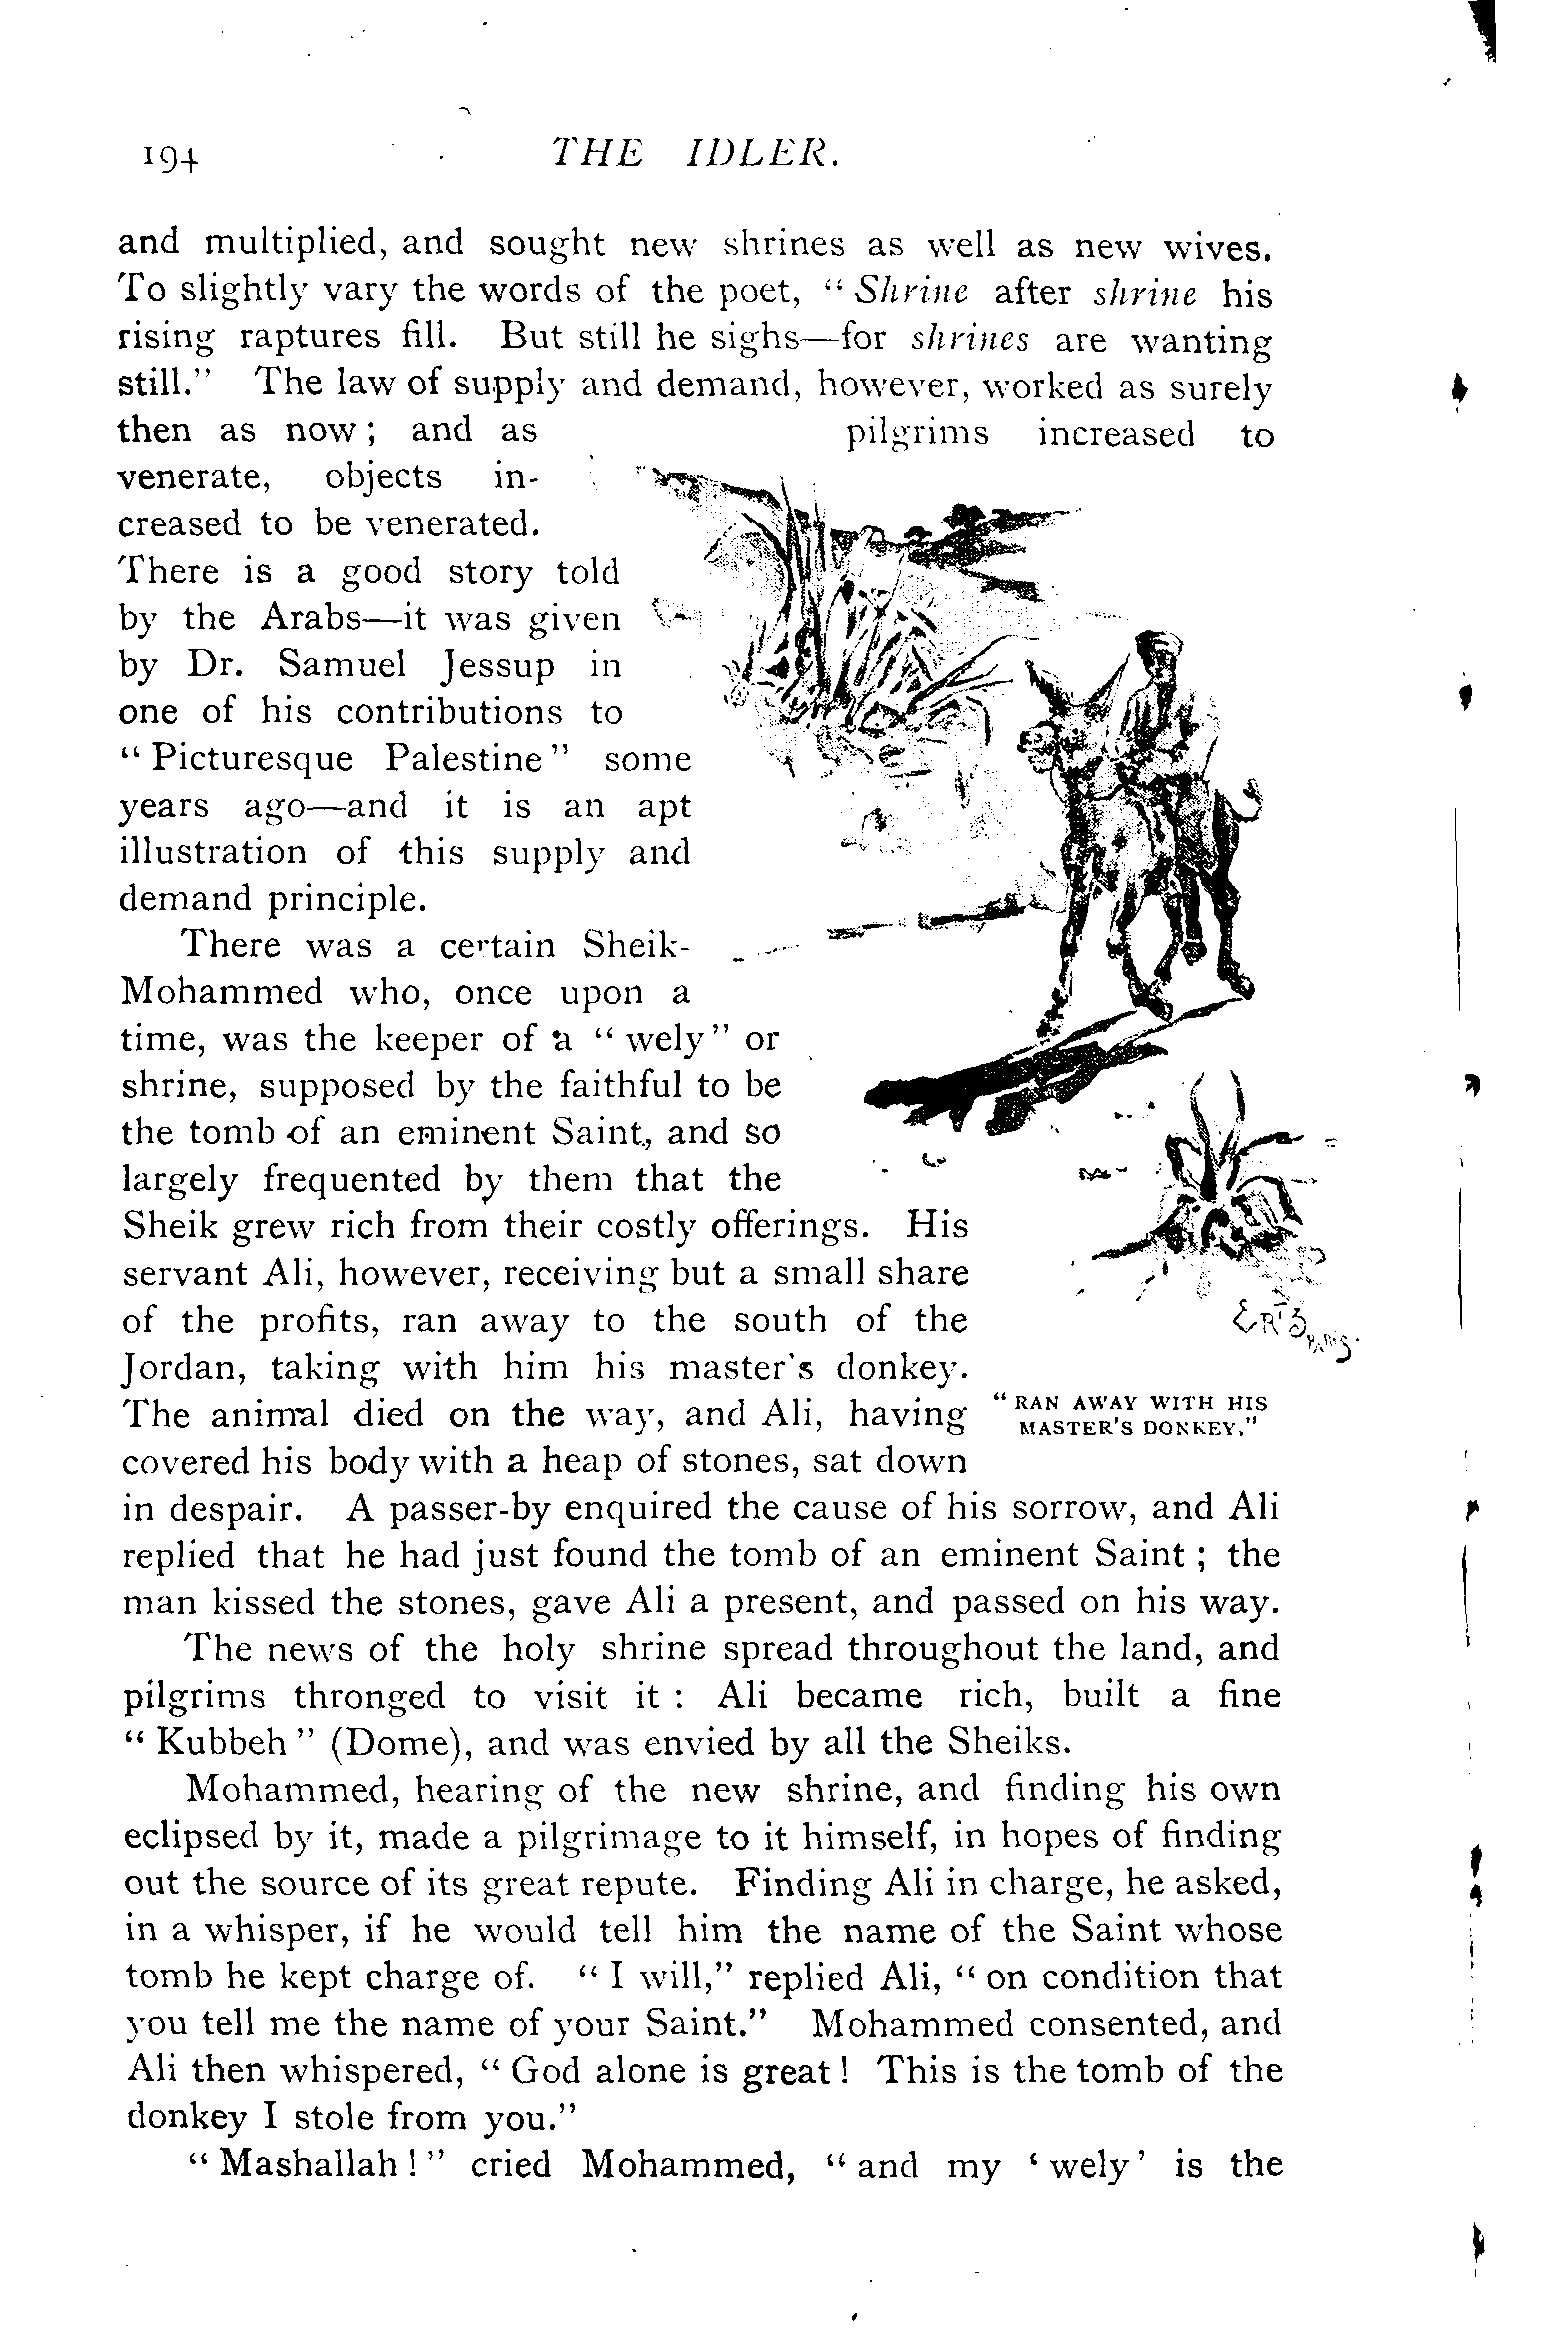 194 THE IDLER.
and multiplied, and sought new shrines as well as new wives.
To slightly vary the words of the poet, “ Shrine after shrine his
rising raptures fill. But still he sighs—for shrines are wanting
still.” The law of supply and demand, however, worked as surely
then as now ; and as pilgrims increased to
venerate, objects in-
creased to be venerated.
There is a good story told
by the Arabs—it was given
by Dr. Samuel Jessup in
one of his contributions to
“ Picturesque Palestine ” some
years ago—and it is an apt
illustration of this supply and
demand principle.
There was a certain Sheik-
Mohammed who, once upon a
time, was the keeper of a “ wely ” or
shrine, supposed by the faithful to be
the tomb of an eminent Saint, and so
largely frequented by them that the
Sheik grew rich from their costly offerings. His
servant Ali, however, receiving but a small share
of the profits, ran away to the south of the
Jordan, taking with him his master's donkey.
The animal died on the way, and Ali, having
covered his body with a heap of stones, sat down
“ RAN AWAY WITH HIS
MASTER'S DONKEY."
in despair. A passer-by enquired the cause of his sorrow, and Ali
replied that he had just found the tomb of an eminent Saint ; the
man kissed the stones, gave Ali a present, and passed on his way.
The news of the holy shrine spread throughout the land, and
pilgrims thronged to visit it : Ali became rich, built a fine
“ Kubbeh ” (Dome), and was envied by all the Sheiks.
Mohammed, hearing of the new shrine, and finding his own
eclipsed by it, made a pilgrimage to it himself, in hopes of finding
out the source of its great repute. Finding Ali in charge, he asked,
in a whisper, if he would tell him the name of the Saint whose
tomb he kept charge of. “ I will,” replied Ali, “ on condition that
you tell me the name of your Saint.” Mohammed consented, and
Ali then whispered, “ God alone is great ! This is the tomb of the
donkey I stole from you.”
“ Mashallah ! ” cried Mohammed, “ and my ‘ wely ’ is the